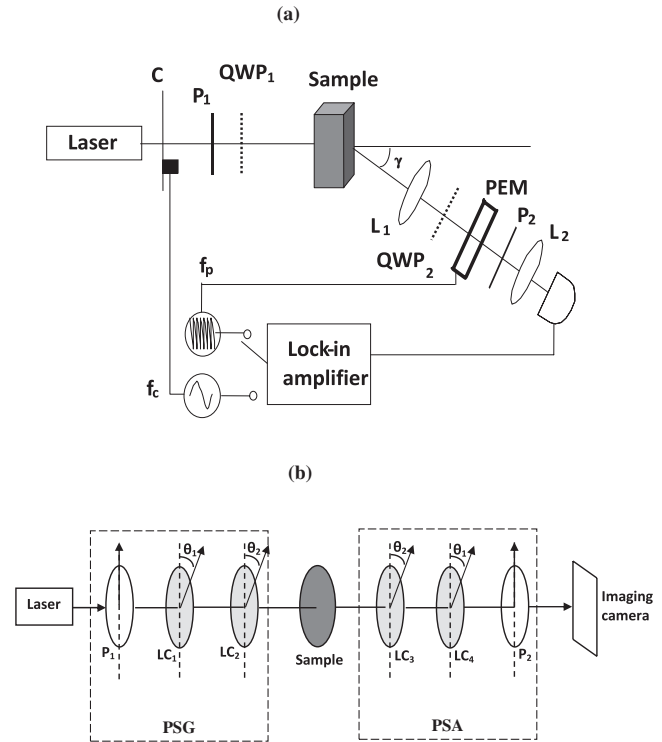 (a)
C
P1
QWP1
Sample
Laser
γ
L1
QWP2
PEM
P2
L2
fp
Lock-in
amplifier
fc
(b)
θ1
θ2
θ2
θ1
Laser
Imaging
camera
P1
LC1
LC2
Sample
LC3
LC4
P2
PSG
PSA